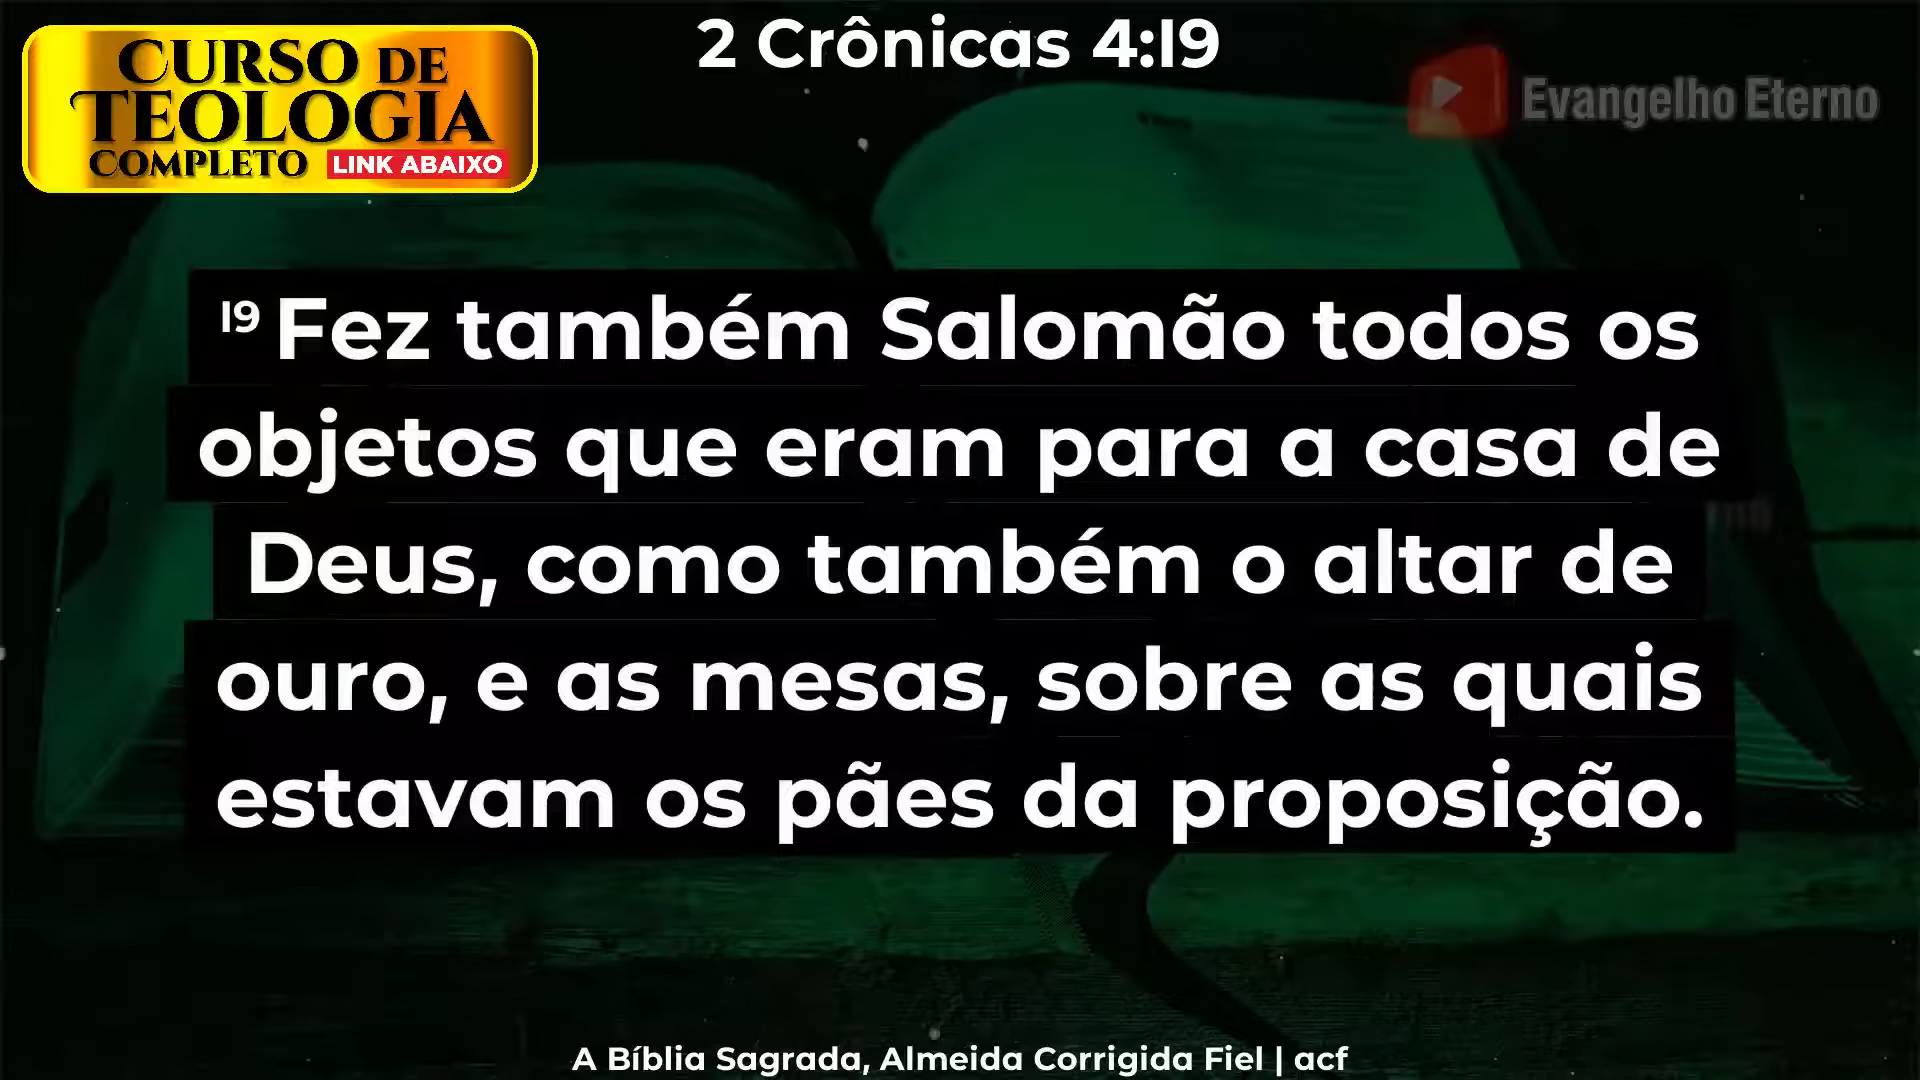 2 Crônicas 4:19
CURSO DE
TEOLOGIA
COMPLETO LINK ABAIXO
Evangelho Eterno
19 Fez também Salomão todos os
objetos que eram para a casa de
Deus, como também o altar de
ouro, e as mesas, sobre as quais
estavam os pães da proposição.
A Bíblia Sagrada, Almeida Corrigida Fiel | acf